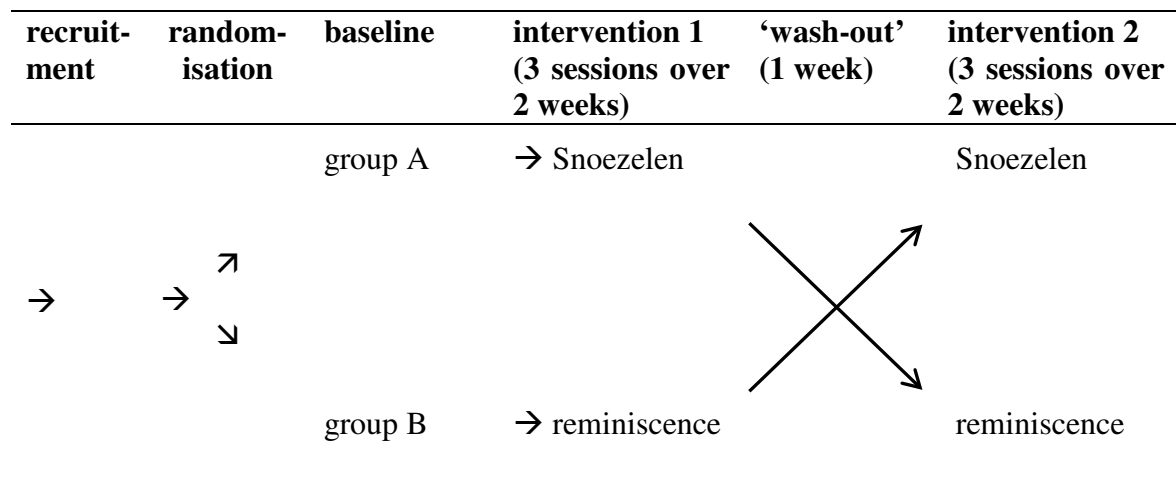 recruit- random- baseline intervention 1 ‘wash-out’ intervention 2
ment isation (3 sessions over (1 week) (3 sessions over
2 weeks) 2 weeks)
group A → Snoezelen Snoezelen
↗
→ →
↘
group B → reminiscence reminiscence